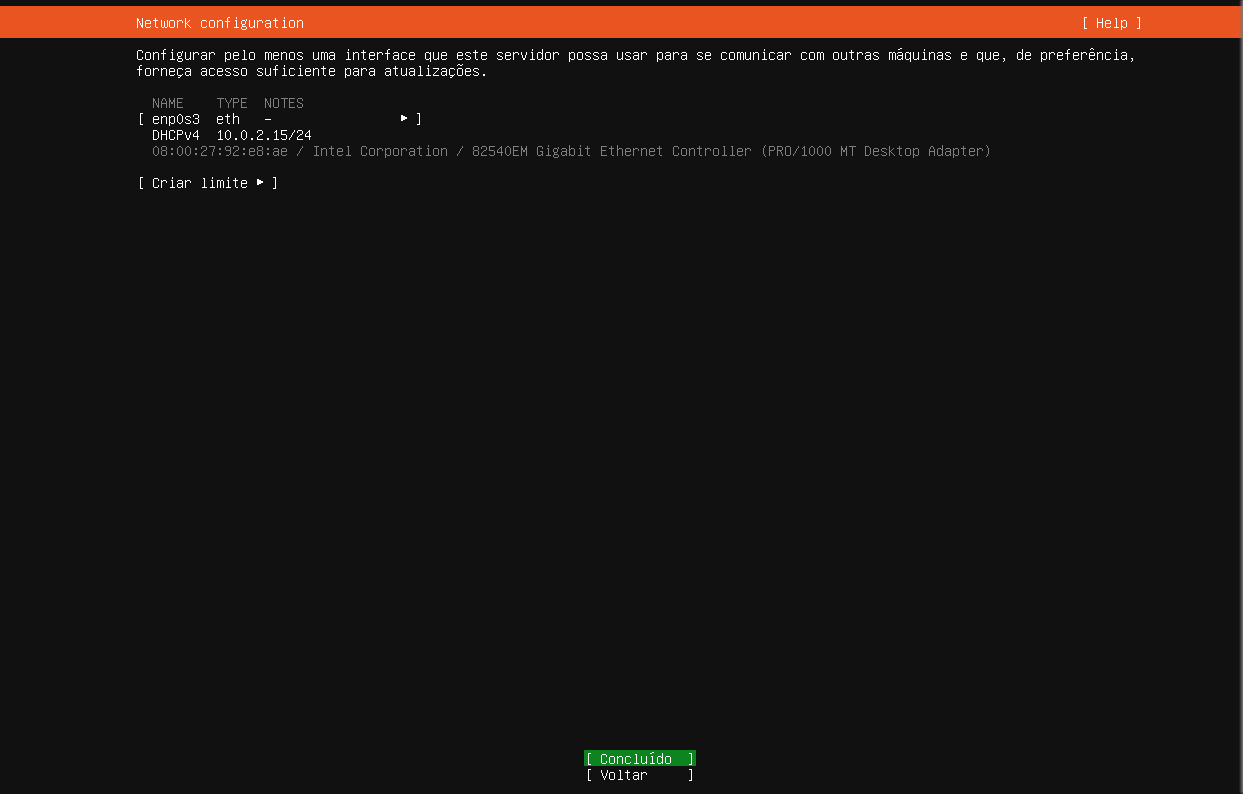 Network configuration [ Help ]
Configurar pelo menos uma interface que este servidor possa usar para se comunicar com outras máquinas e que, de preferência,
forneça acesso suficiente para atualizações.
NAME TYPE NOTES
[ enp0s3 eth – ▸ ]
DHCPv4 10.0.2.15/24
08:00:27:92:e8:ae / Intel Corporation / 82540EM Gigabit Ethernet Controller (PRO/1000 MT Desktop Adapter)
[ Criar limite ▸ ]
[ Concluído ]
[ Voltar ]